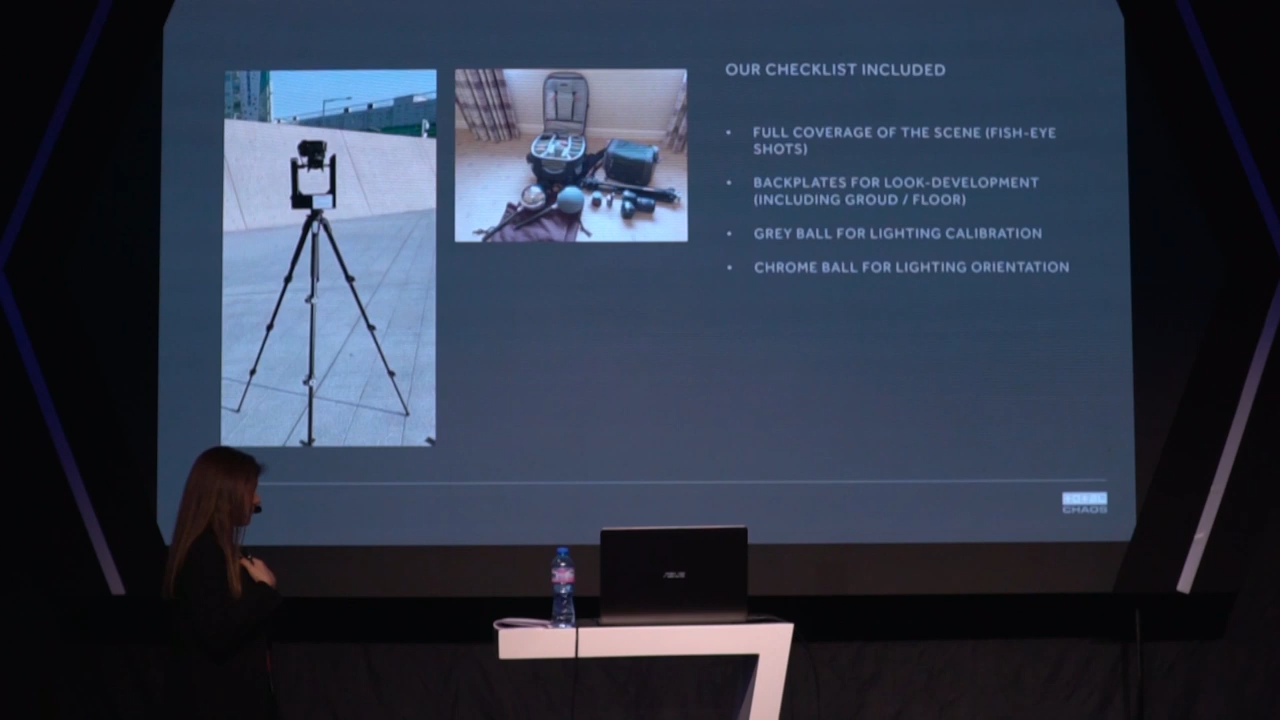 OUR CHECKLIST INCLUDED
• FULL COVERAGE OF THE SCENE (FISH-EYE
SHOTS)
• BACKPLATES FOR LOOK-DEVELOPMENT
(INCLUDING GROUD / FLOOR)
• GREY BALL FOR LIGHTING CALIBRATION
• CHROME BALL FOR LIGHTING ORIENTATION
CHAOS
ASUS